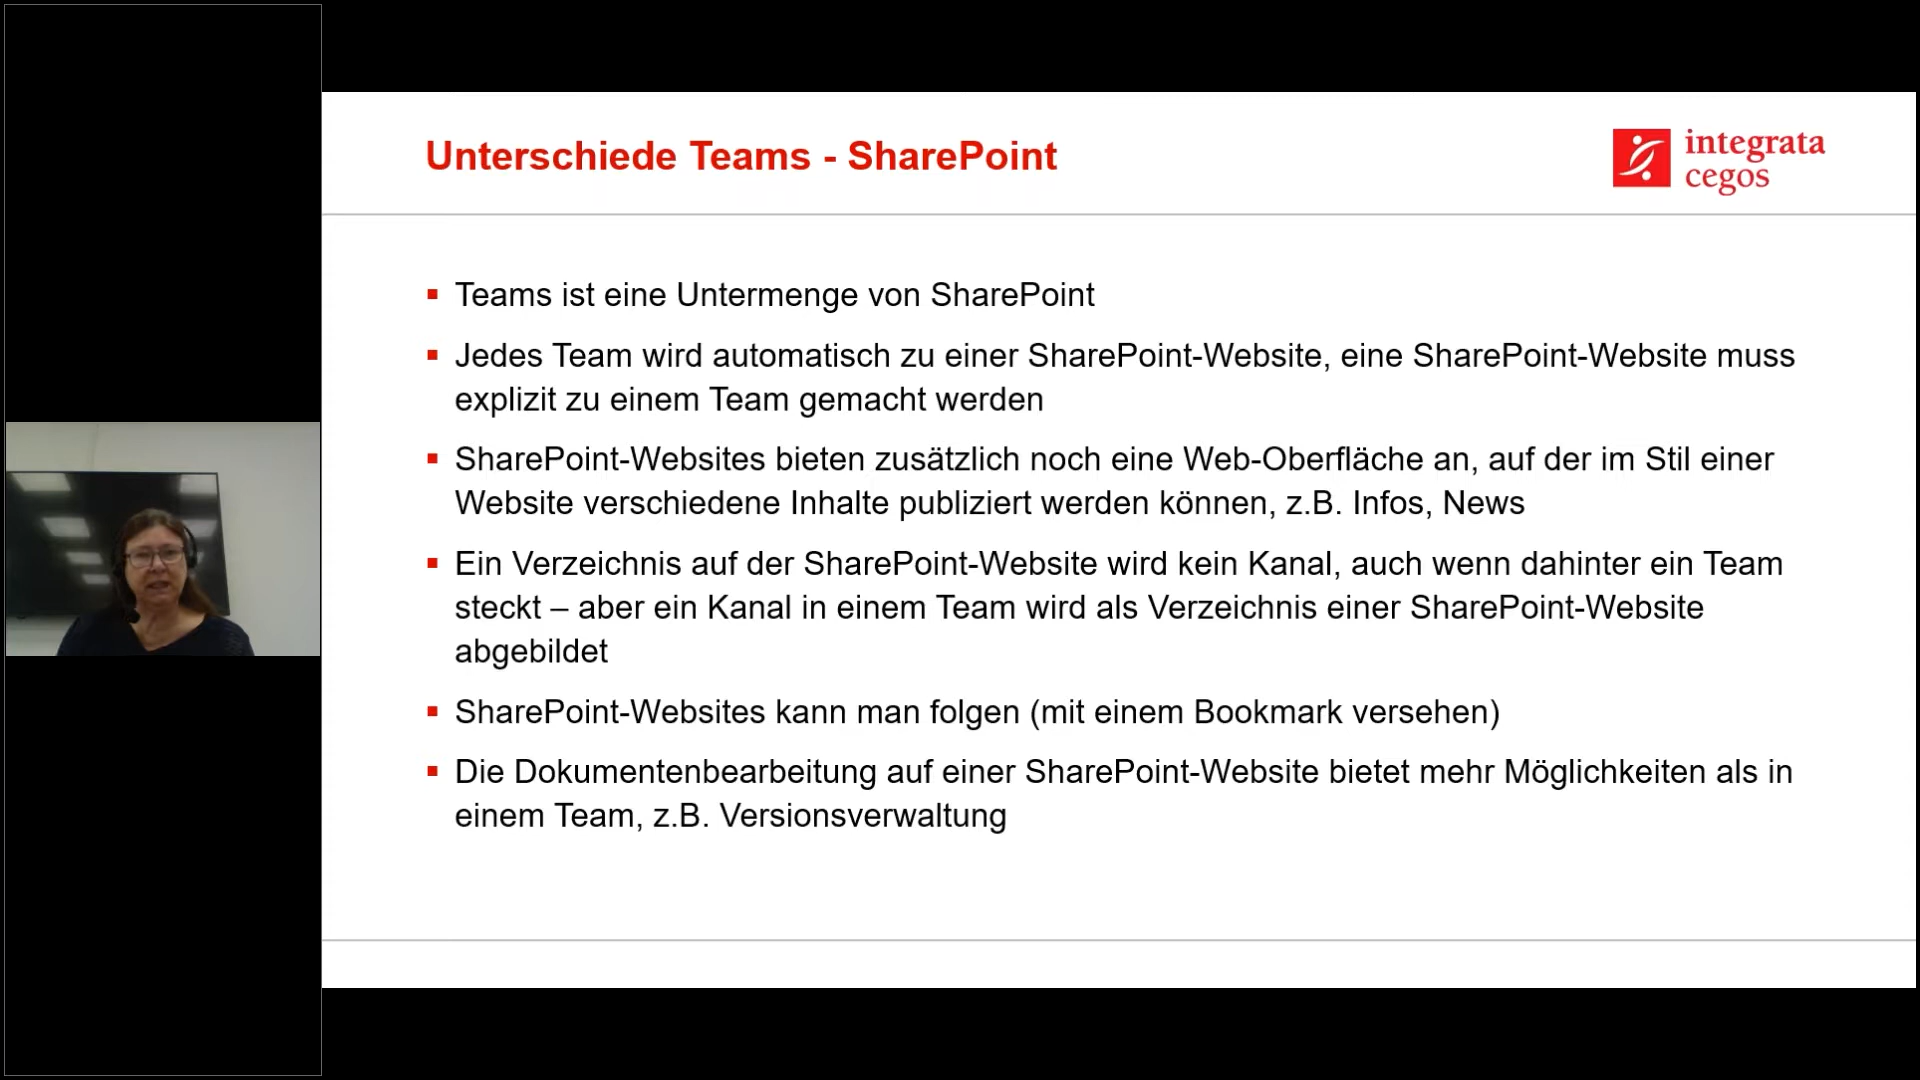 Unterschiede Teams - SharePoint
integrata
cegos
Teams ist eine Untermenge von SharePoint
Jedes Team wird automatisch zu einer SharePoint-Website, eine SharePoint-Website muss
explizit zu einem Team gemacht werden
SharePoint-Websites bieten zusätzlich noch eine Web-Oberfläche an, auf der im Stil einer
Website verschiedene Inhalte publiziert werden können, z.B. Infos, News
Ein Verzeichnis auf der SharePoint-Website wird kein Kanal, auch wenn dahinter ein Team
steckt – aber ein Kanal in einem Team wird als Verzeichnis einer SharePoint-Website
abgebildet
SharePoint-Websites kann man folgen (mit einem Bookmark versehen)
Die Dokumentenbearbeitung auf einer SharePoint-Website bietet mehr Möglichkeiten als in
einem Team, z.B. Versionsverwaltung